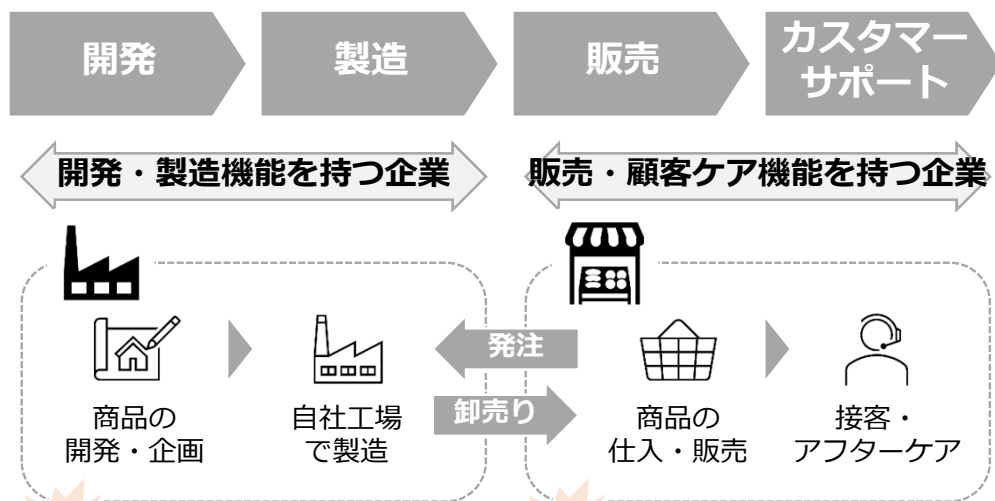 開発
製造
販売
カスタマー
サポート
開発・製造機能を持つ企業
販売・顧客ケア機能を持つ企業
発注
卸売り
商品の
開発・企画
自社工場
で製造
商品の
仕入・販売
接客・
アフターケア